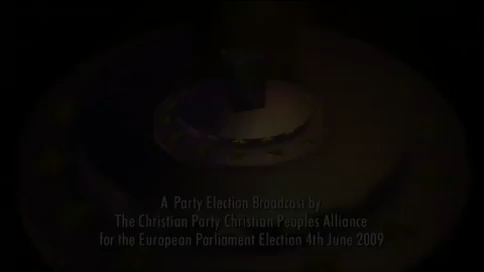 A Party Election Broadcast by
The Christian Party Christian Peoples Alliance
for the European Parliament Election 4th June 2009